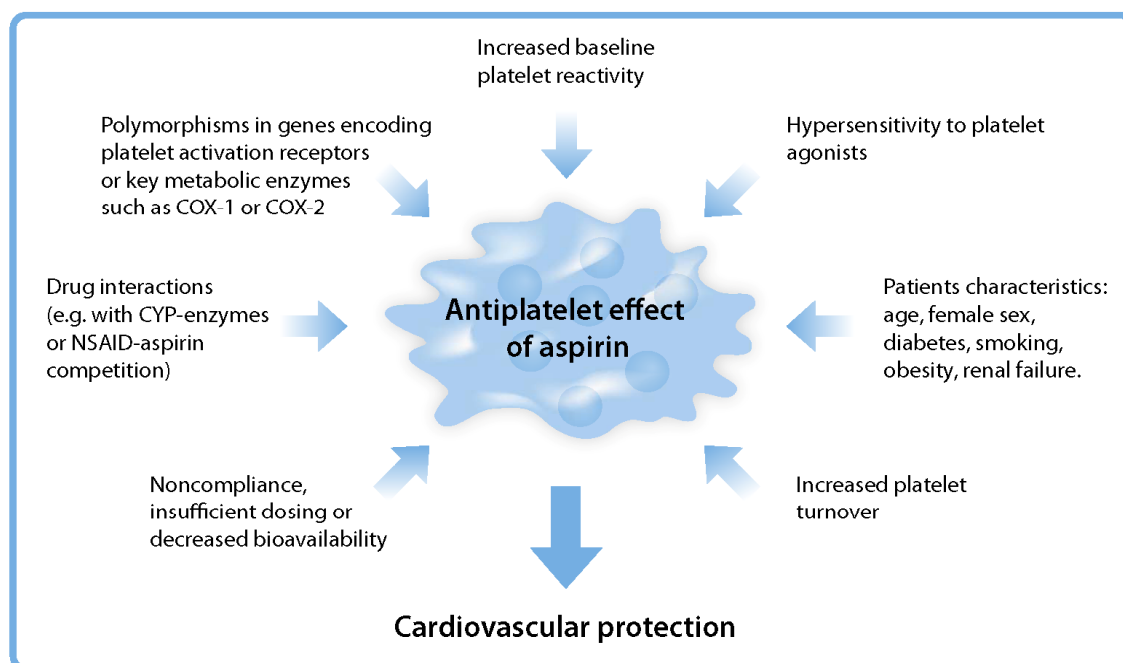 Increased baseline
platelet reactivity
Polymorphisms in genes encoding
platelet activation receptors
or key metabolic enzymes
such as COX-1 or COX-2
Hypersensitivity to platelet
agonists
Drug interactions
(e.g. with CYP-enzymes
or NSAID-aspirin
competition)
Antiplatelet effect
of aspirin
Patients characteristics:
age, female sex,
diabetes, smoking,
obesity, renal failure.
Noncompliance,
insufficient dosing or
decreased bioavailability
Increased platelet
turnover
Cardiovascular protection